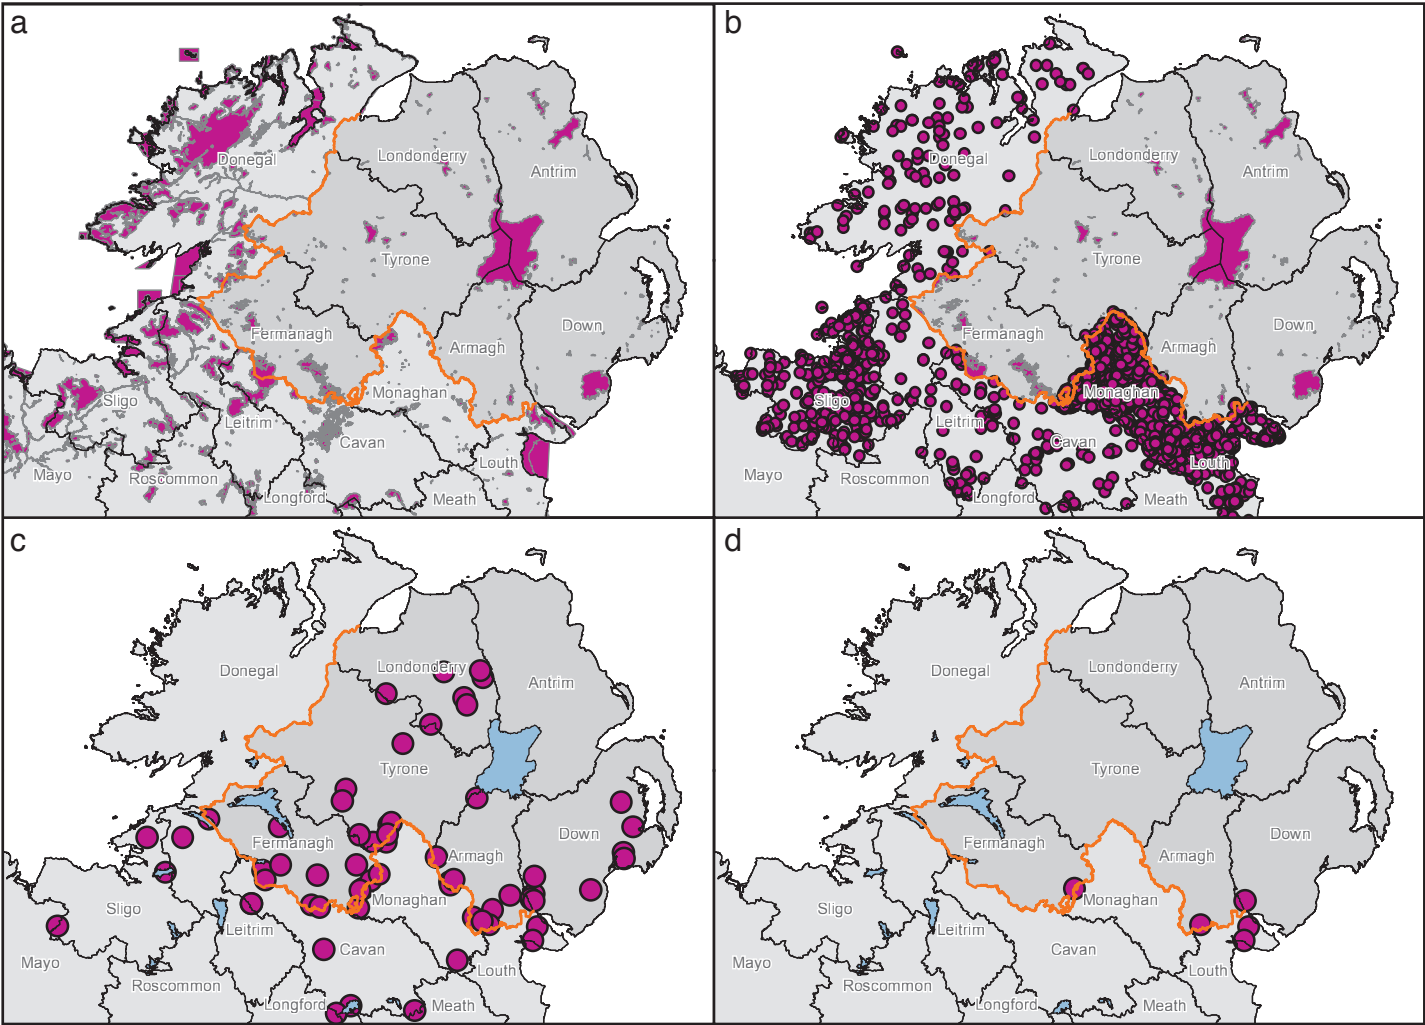 a
Donegal
Londonderry
Antrim
Tyrone
Fermanagh
Armagh
Down
Monaghan
Sligo
Leitrim
Cavan
Mayo
Roscommon
Longford
Louth
Meath
b
Donegal
Londonderry
Antrim
Tyrone
Fermanagh
Armagh
Down
Monaghan
Sligo
Leitrim
Cavan
Mayo
Roscommon
Longford
Louth
Meath
c
Donegal
Londonderry
Antrim
Tyrone
Fermanagh
Armagh
Down
Monaghan
Sligo
Leitrim
Cavan
Mayo
Roscommon
Longford
Louth
Meath
d
Donegal
Londonderry
Antrim
Tyrone
Fermanagh
Armagh
Down
Monaghan
Sligo
Leitrim
Cavan
Mayo
Roscommon
Longford
Louth
Meath